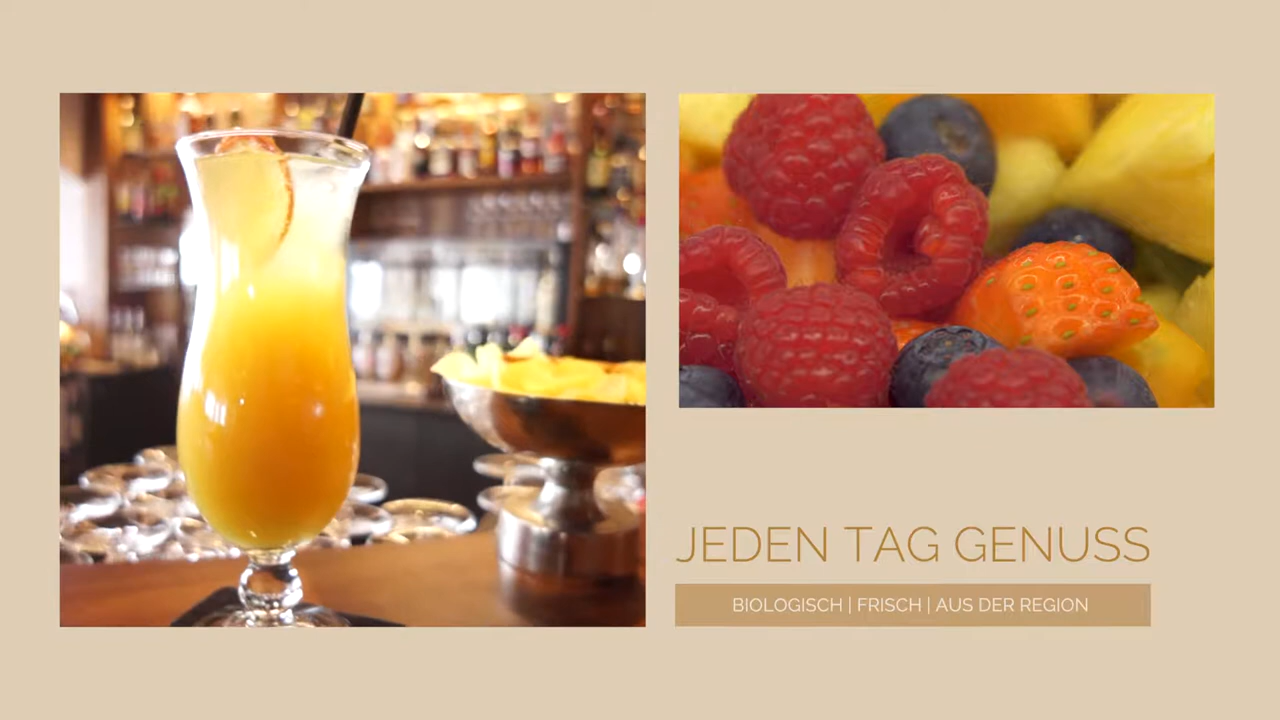 JEDEN TAG GENUSS
BIOLOGISCH | FRISCH | AUS DER REGION